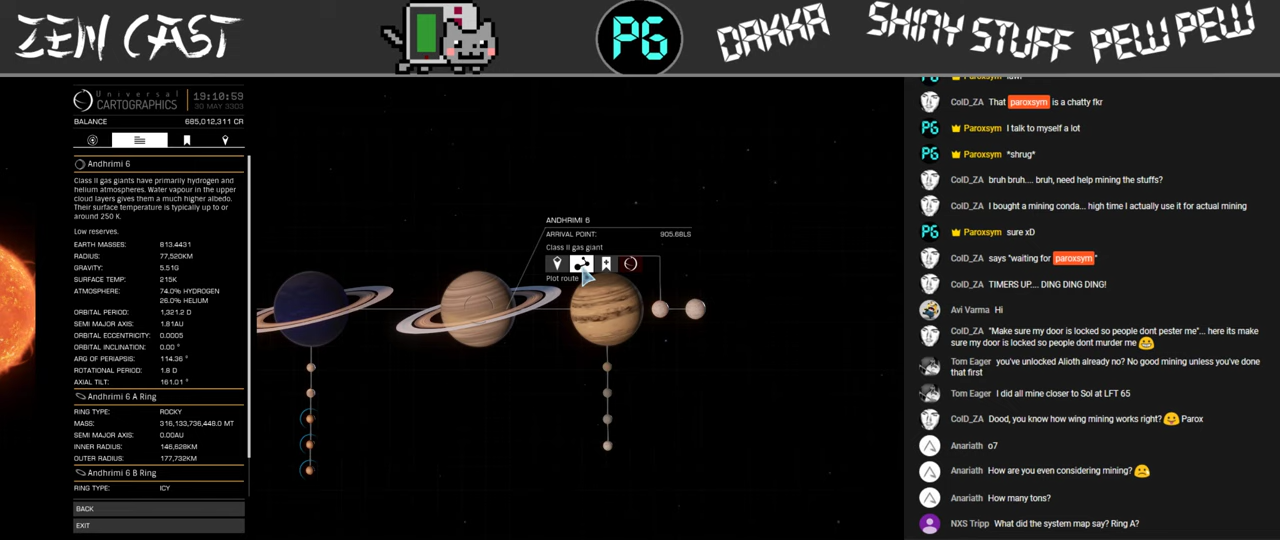 ZEN CAST
PG
DAKKA
SHINY STUFF PEW PEW
Universal
CARTOGRAPHICS
19:10:59
30 MAY 3303
BALANCE 685,012,311 CR
Andhrimi 6
Class II gas giants have primarily hydrogen and
helium atmospheres. Water vapour in the upper
cloud layers gives them a much higher albedo.
Their surface temperature is typically up to or
around 250 K.
Low reserves.
EARTH MASSES: 813.4431
RADIUS: 77,520KM
GRAVITY: 5.51G
SURFACE TEMP: 215K
ATMOSPHERE: 74.0% HYDROGEN
26.0% HELIUM
ORBITAL PERIOD: 1,321.2 D
SEMI MAJOR AXIS: 1.81AU
ORBITAL ECCENTRICITY: 0.0005
ORBITAL INCLINATION: 0.00 °
ARG OF PERIAPSIS: 114.36 °
ROTATIONAL PERIOD: 1.8 D
AXIAL TILT: 161.01 °
Andhrimi 6 A Ring
RING TYPE: ROCKY
MASS: 316,133,736,448.0 MT
SEMI MAJOR AXIS: 0.00AU
INNER RADIUS: 146,628KM
OUTER RADIUS: 177,732KM
Andhrimi 6 B Ring
RING TYPE: ICY
BACK
EXIT
ANDHRIMI 6
ARRIVAL POINT: 905.68LS
Class II gas giant
Plot route
PG Paroxsym
ColD_ZA That paroxsym is a chatty fkr
PG Paroxsym I talk to myself a lot
PG Paroxsym *shrug*
ColD_ZA bruh bruh.... bruh, need help mining the stuffs?
ColD_ZA I bought a mining conda... high time I actually use it for actual mining
PG Paroxsym sure xD
ColD_ZA says "waiting for paroxsym"
ColD_ZA TIMERS UP.... DING DING DING!
Avi Varma Hi
ColD_ZA "Make sure my door is locked so people dont pester me"... here its make
sure my door is locked so people dont murder me 😂
Tom Eager you've unlocked Alioth already no? No good mining unless you've done
that first
Tom Eager I did all mine closer to Sol at LFT 65
ColD_ZA Dood, you know how wing mining works right? 😛 Parox
Anariath o7
Anariath How are you even considering mining? 🙁
Anariath How many tons?
NXS Tripp What did the system map say? Ring A?